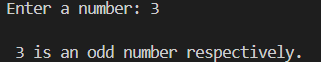 Enter a number: 3
3 is an odd number respectively.